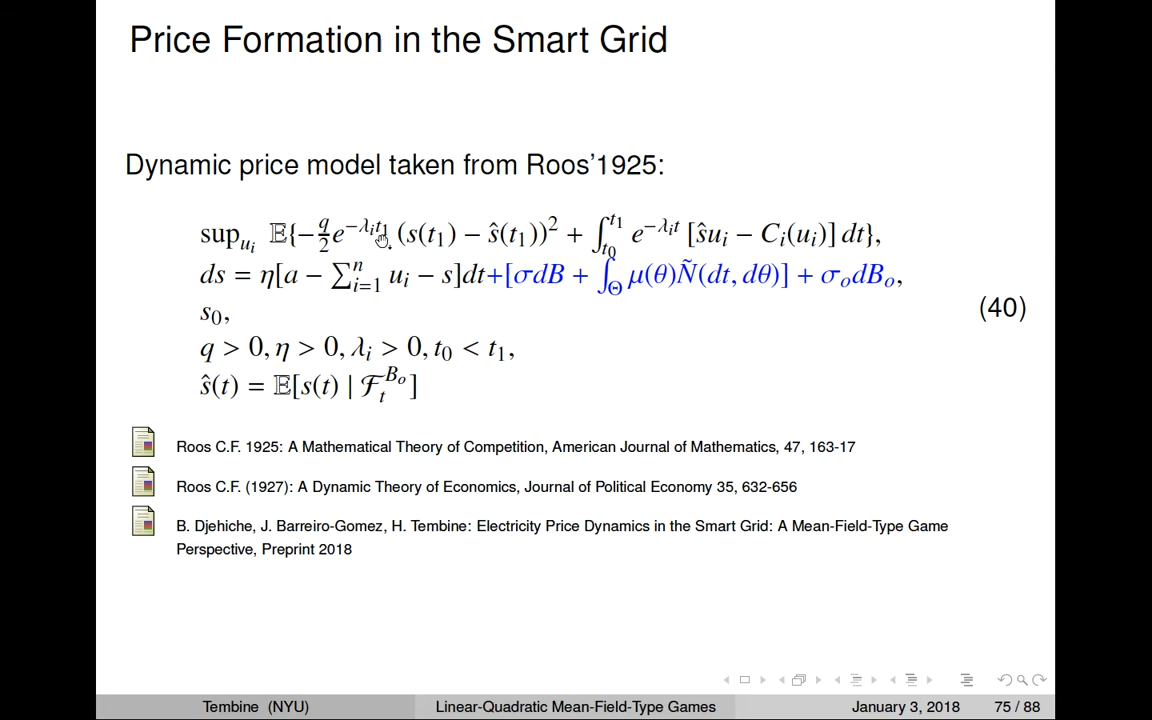 Price Formation in the Smart Grid
Dynamic price model taken from Roos'1925:
sup_{u_i} 𝔼{−\frac{q}{2}e^{−λ_i t_1}(s(t_1) − ŝ(t_1))^2 + ∫_{t_0}^{t_1} e^{−λ_i t} [ŝu_i − C_i(u_i)] dt},
ds = η[a − ∑_{i=1}^{n} u_i − s]dt+[σdB + ∫_Θ μ(θ)Ñ(dt, dθ)] + σ_o dB_o,
s_0,
(40)
q > 0, η > 0, λ_i > 0, t_0 < t_1,
ŝ(t) = 𝔼[s(t) | ℱ_t^{B_o}]
Roos C.F. 1925: A Mathematical Theory of Competition, American Journal of Mathematics, 47, 163-17
Roos C.F. (1927): A Dynamic Theory of Economics, Journal of Political Economy 35, 632-656
B. Djehiche, J. Barreiro-Gomez, H. Tembine: Electricity Price Dynamics in the Smart Grid: A Mean-Field-Type Game
Perspective, Preprint 2018
Tembine (NYU) Linear-Quadratic Mean-Field-Type Games January 3, 2018 75 / 88